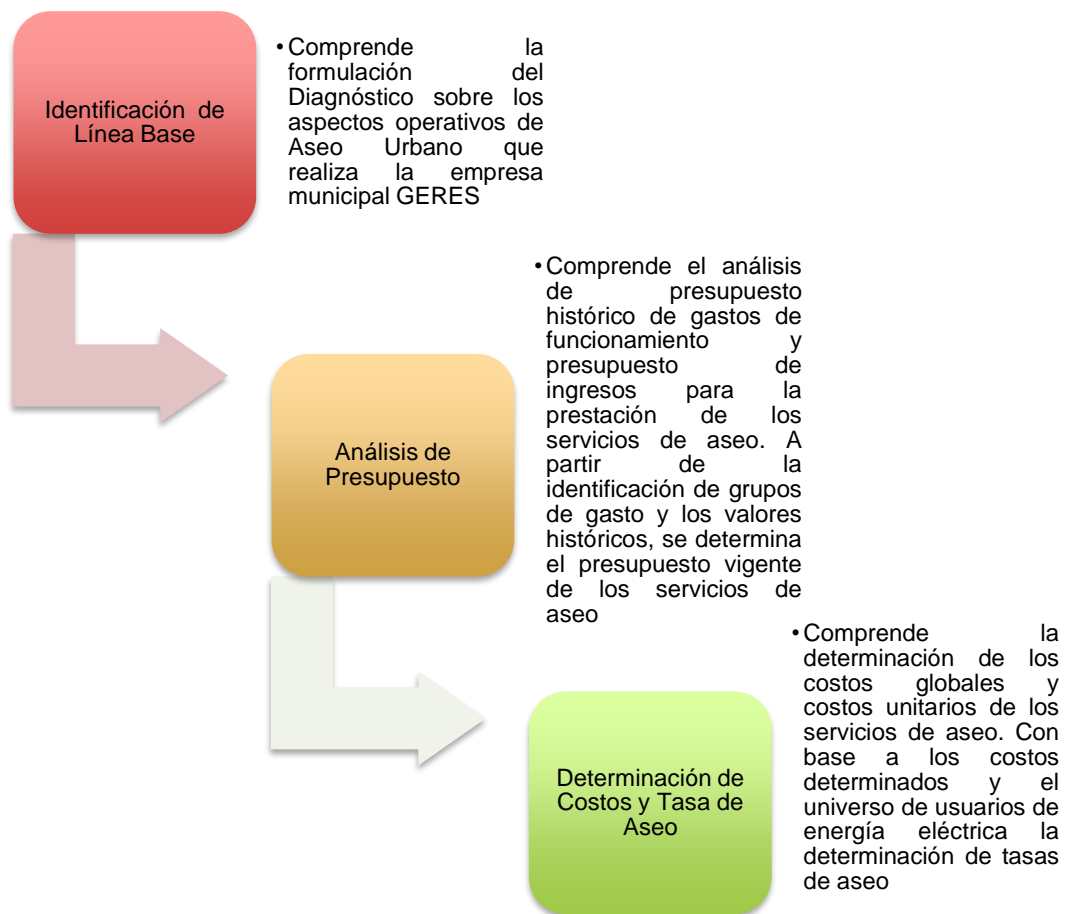 Identificación de
Línea Base
•Comprende la
formulación del
Diagnóstico sobre los
aspectos operativos de
Aseo Urbano que
realiza la empresa
municipal GERES
Análisis de
Presupuesto
•Comprende el análisis
de presupuesto
histórico de gastos de
funcionamiento y
presupuesto de
ingresos para la
prestación de los
servicios de aseo. A
partir de la
identificación de grupos
de gasto y los valores
históricos, se determina
el presupuesto vigente
de los servicios de
aseo
Determinación de
Costos y Tasa de
Aseo
•Comprende la
determinación de los
costos globales y
costos unitarios de los
servicios de aseo. Con
base a los costos
determinados y el
universo de usuarios de
energía eléctrica la
determinación de tasas
de aseo